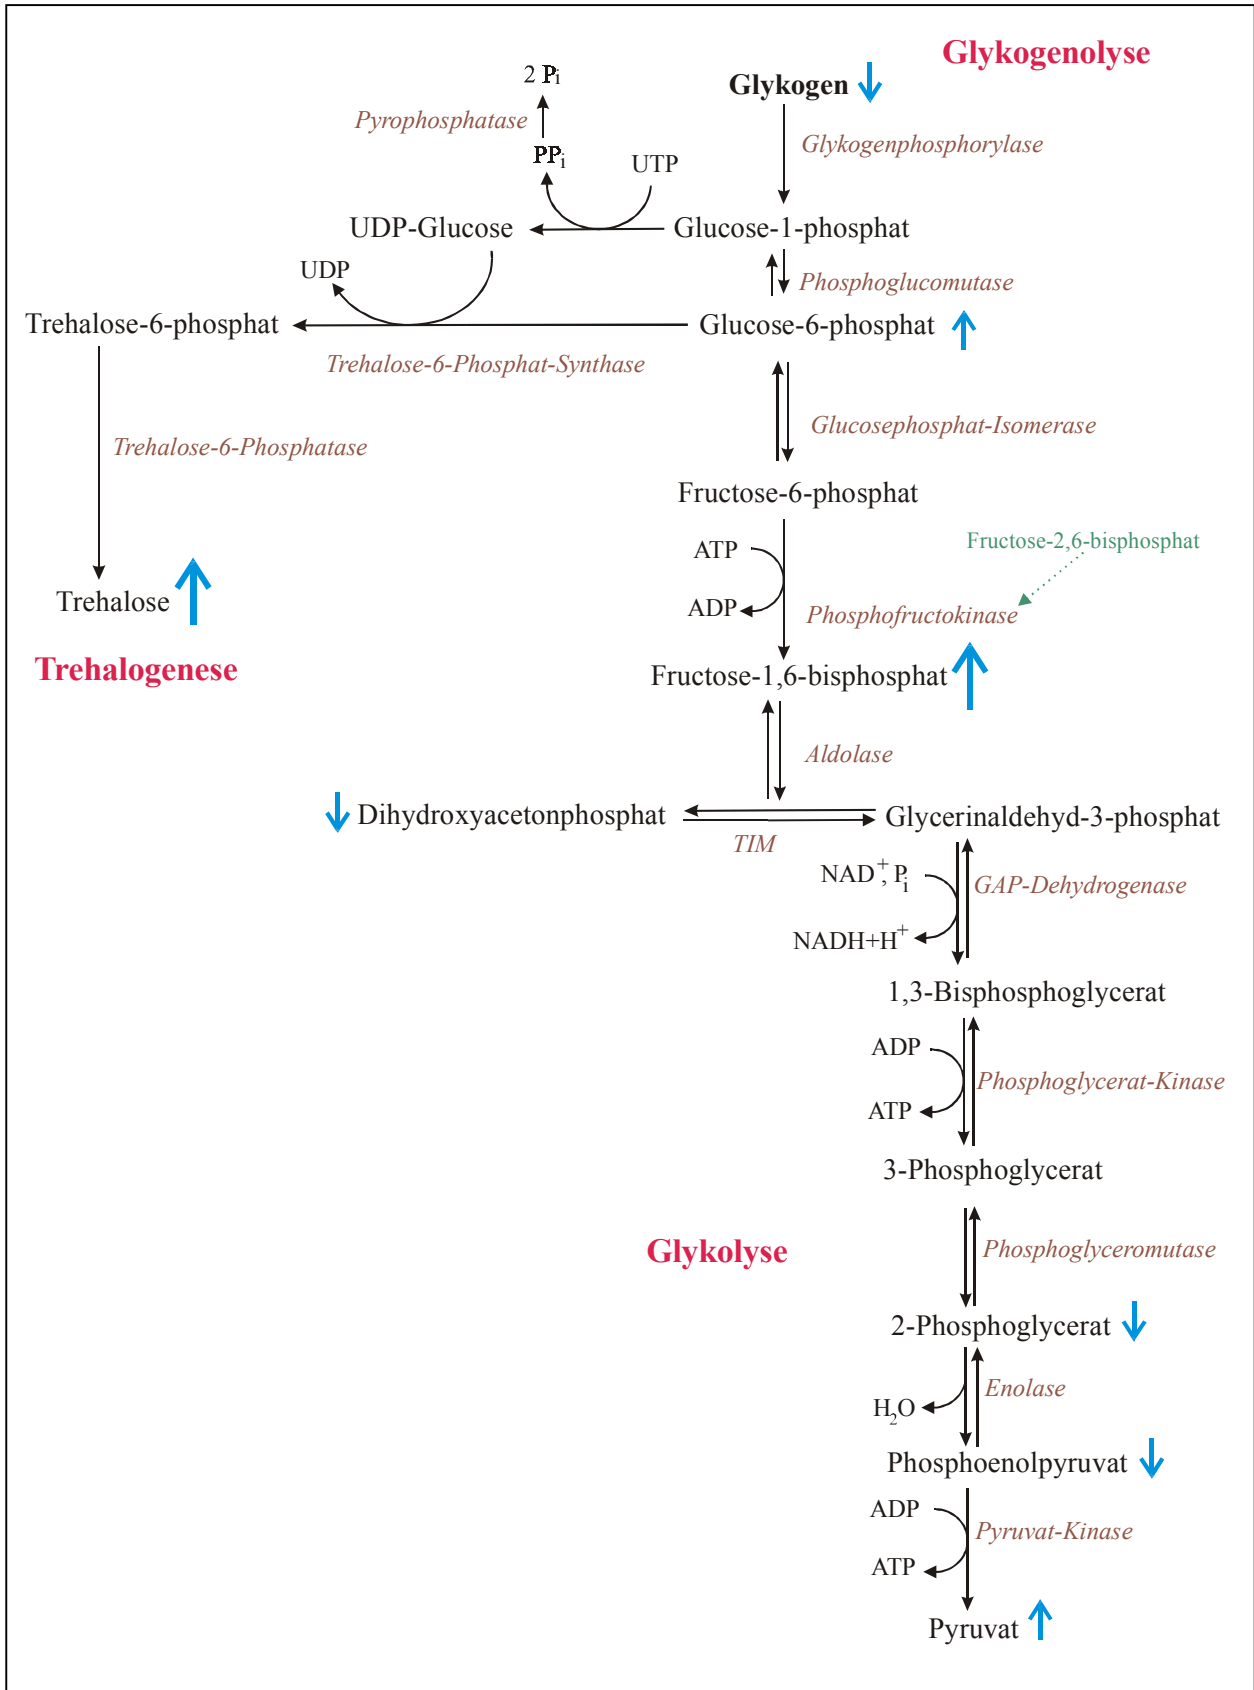 Glykogenolyse
2 Pi
Glykogen
Pyrophosphatase
Glykogenphosphorylase
PPi
UTP
UDP-Glucose
Glucose-1-phosphat
UDP
Phosphoglucomutase
Trehalose-6-phosphat
Glucose-6-phosphat
Trehalose-6-Phosphat-Synthase
Glucosephosphat-Isomerase
Trehalose-6-Phosphatase
Fructose-6-phosphat
ATP
Fructose-2,6-bisphosphat
Trehalose
ADP
Phosphofructokinase
Trehalogenese
Fructose-1,6-bisphosphat
Aldolase
Dihydroxyacetonphosphat
Glycerinaldehyd-3-phosphat
TIM
NAD+, Pi
GAP-Dehydrogenase
NADH+H+
1,3-Bisphosphoglycerat
ADP
Phosphoglycerat-Kinase
ATP
3-Phosphoglycerat
Glykolyse
Phosphoglyceromutase
2-Phosphoglycerat
Enolase
H2O
Phosphoenolpyruvat
ADP
Pyruvat-Kinase
ATP
Pyruvat